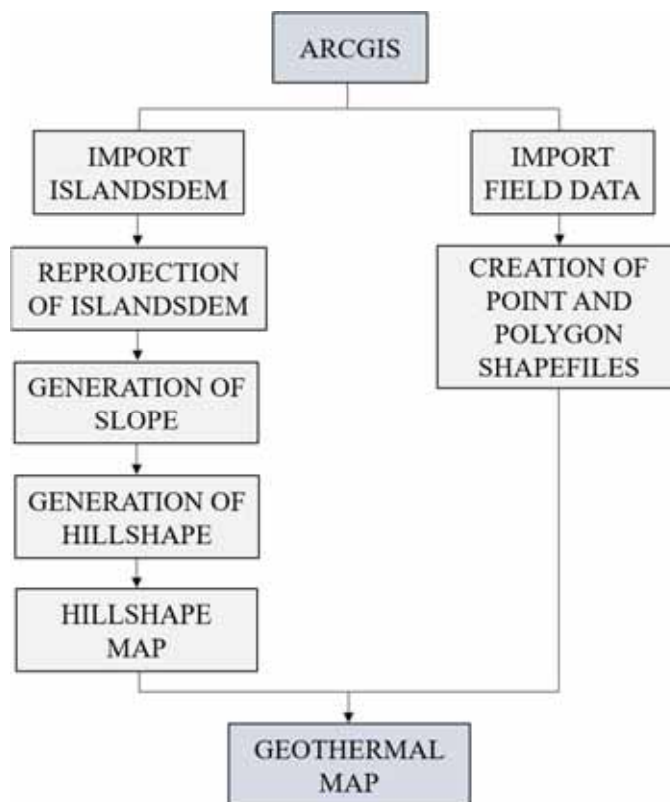 ARCGIS
IMPORT
ISLANDSDEM
REPROJECTION
OF ISLANDSDEM
GENERATION OF
SLOPE
GENERATION OF
HILLSHAPE
HILLSHAPE
MAP
IMPORT
FIELD DATA
CREATION OF
POINT AND
POLYGON
SHAPEFILES
GEOTHERMAL
MAP